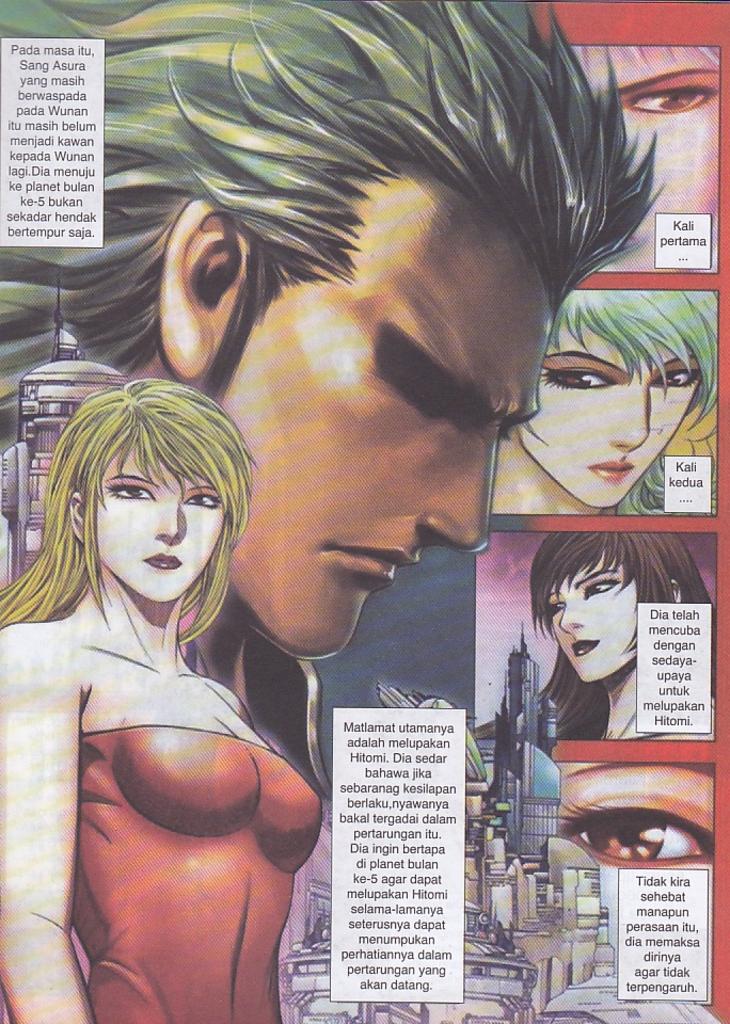 Pada masa itu,
Sang Asura
yang masih
berwaspada
pada Wunan
itu masih belum
menjadi kawan
kepada Wunan
lagi.Dia menuju
ke planet bulan
ke-5 bukan
sekadar hendak
bertempur saja.
Kali
pertama
...
Kali
kedua
....
Dia telah
mencuba
dengan
sedaya-
upaya
untuk
melupakan
Hitomi.
Matlamat utamanya
adalah melupakan
Hitomi. Dia sedar
bahawa jika
sebaranag kesilapan
berlaku,nyawanya
bakal tergadai dalam
pertarungan itu.
Dia ingin bertapa
di planet bulan
ke-5 agar dapat
melupakan Hitomi
selama-lamanya
seterusnya dapat
menumpukan
perhatiannya dalam
pertarungan yang
akan datang.
Tidak kira
sehebat
manapun
perasaan itu,
dia memaksa
dirinya
agar tidak
terpengaruh.